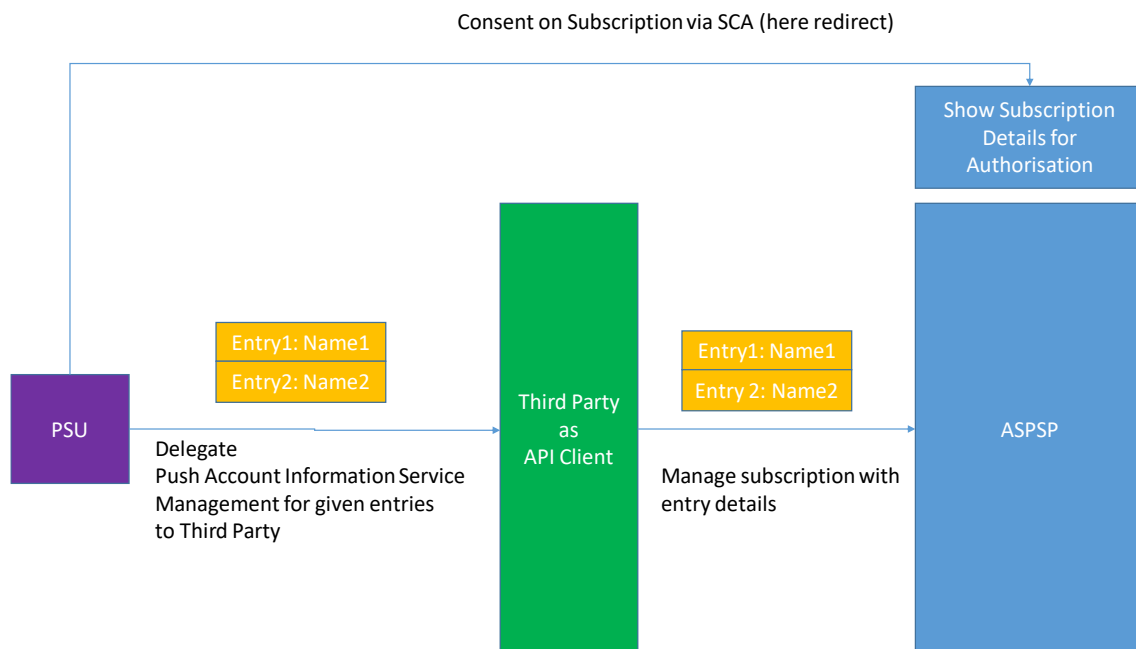 Consent on Subscription via SCA (here redirect)
Show Subscription
Details for
Authorisation
Entry1: Name1
Entry2: Name2
Entry1: Name1
Entry 2: Name2
PSU
Third Party
as
API Client
ASPSP
Delegate
Push Account Information Service
Management for given entries
to Third Party
Manage subscription with
entry details